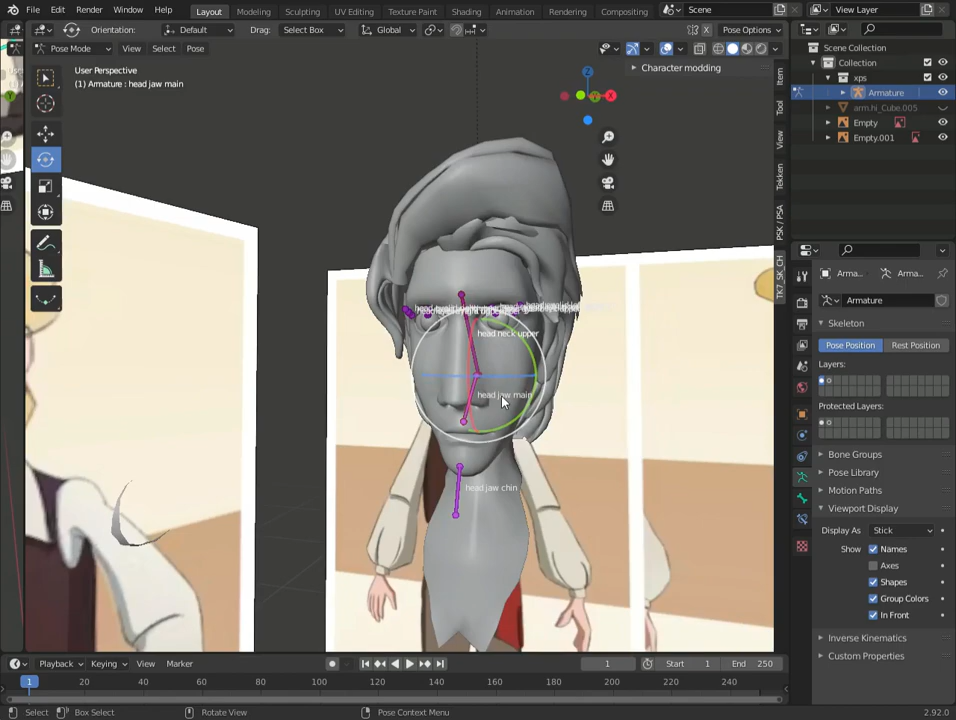 File Edit Render Window Help
Layout Modeling Sculpting UV Editing Texture Paint Shading Animation Rendering Compositing
Scene
View Layer
Orientation: Default Drag: Select Box Global
Pose Options
Pose Mode View Select Pose
User Perspective
(1) Armature : head jaw main
Character modding
Z
X
Y
Item
Tool
View
Tekken
PSK / PSA
TK7_SK_CH
head neck upper
head jaw main
head jaw chin
Scene Collection
Collection
xps
Armature
arm.hi_Cube.005
Empty
Empty.001
Arma...
Arma...
Armature
Skeleton
Pose Position Rest Position
Layers:
Protected Layers:
Bone Groups
Pose Library
Motion Paths
Viewport Display
Display As Stick
Show Names
Axes
Shapes
Group Colors
In Front
Inverse Kinematics
Custom Properties
Playback Keying View Marker
1 Start 1 End 250
1 20 40 60 80 100 120 140 160 180 200 220 240
Select Box Select Rotate View Pose Context Menu
2.92.0